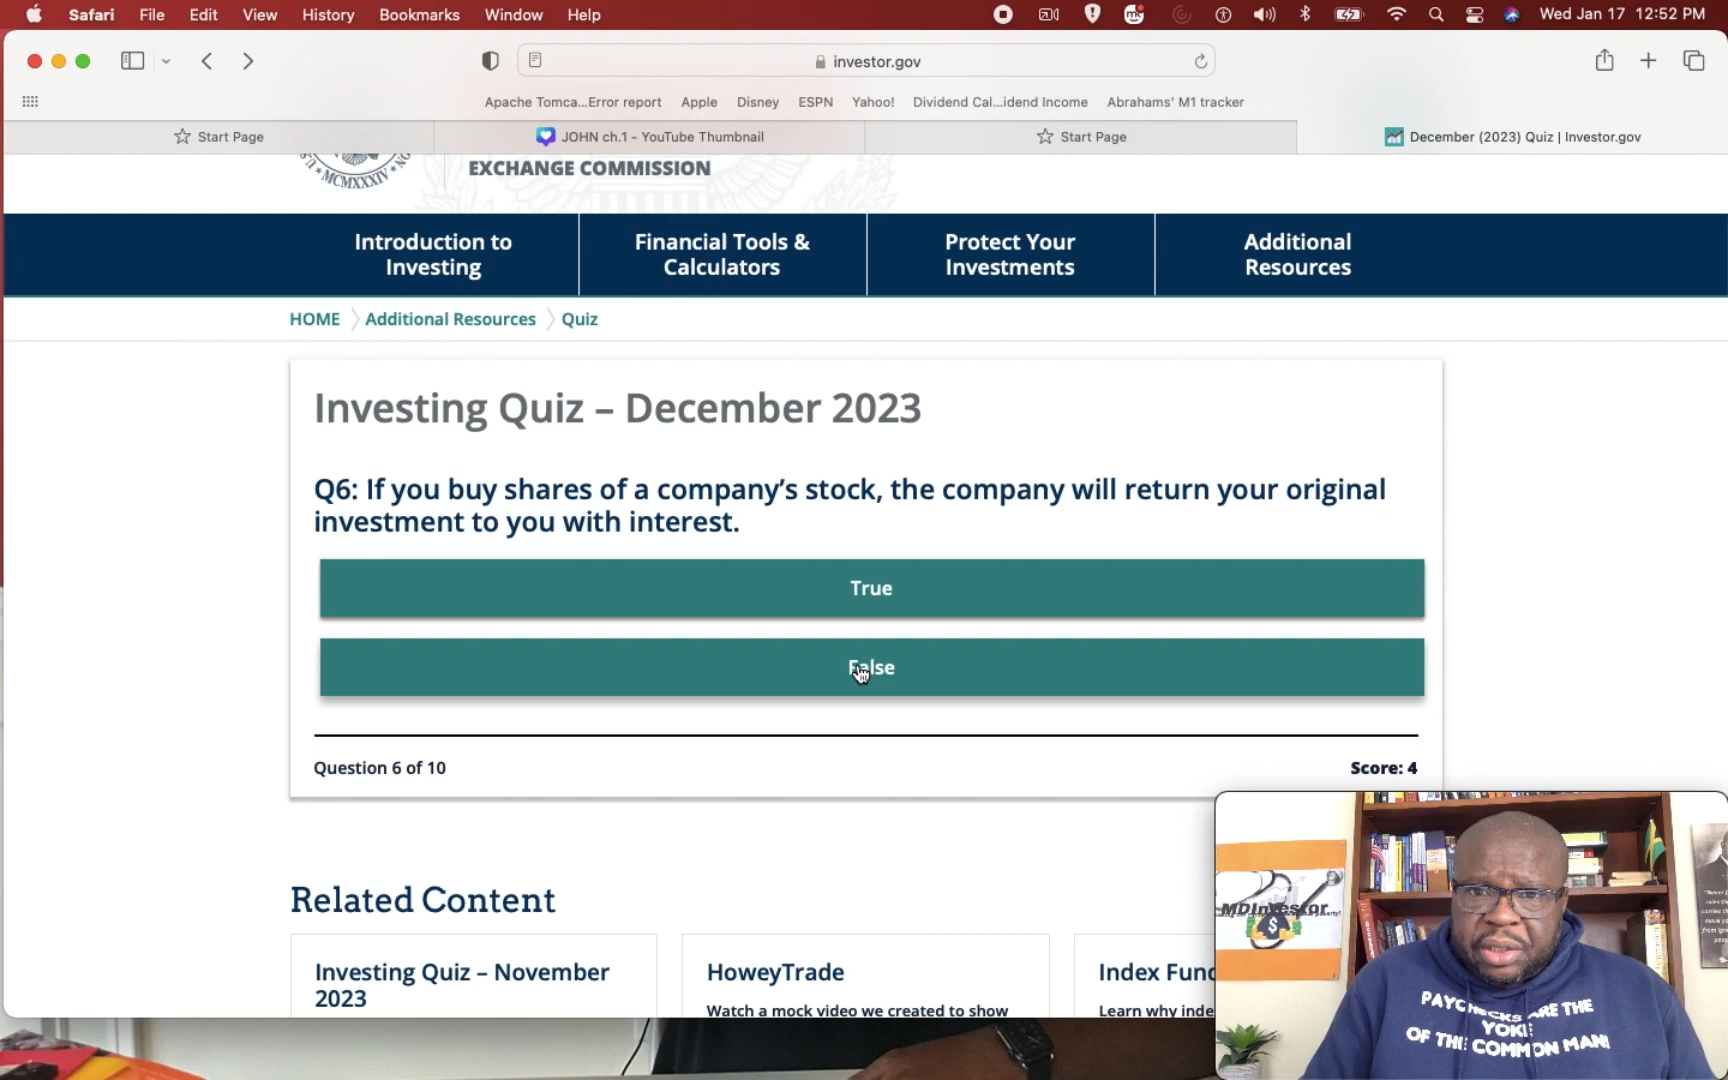 Safari File Edit View History Bookmarks Window Help
Wed Jan 17 12:52 PM
investor.gov
Apache Tomca...Error report Apple Disney ESPN Yahoo! Dividend Cal...idend Income Abrahams' M1 tracker
Start Page
JOHN ch.1 - YouTube Thumbnail
Start Page
December (2023) Quiz | Investor.gov
MCMXXXIV
EXCHANGE COMMISSION
Introduction to
Investing
Financial Tools &
Calculators
Protect Your
Investments
Additional
Resources
HOME Additional Resources Quiz
Investing Quiz – December 2023
Q6: If you buy shares of a company’s stock, the company will return your original
investment to you with interest.
True
False
Question 6 of 10
Score: 4
Related Content
Investing Quiz – November
2023
HoweyTrade
Watch a mock video we created to show
Index Fund
Learn why inde
MDInvestor
PAYCHECKS ARE THE
YOKE
OF THE COMMON MAN!